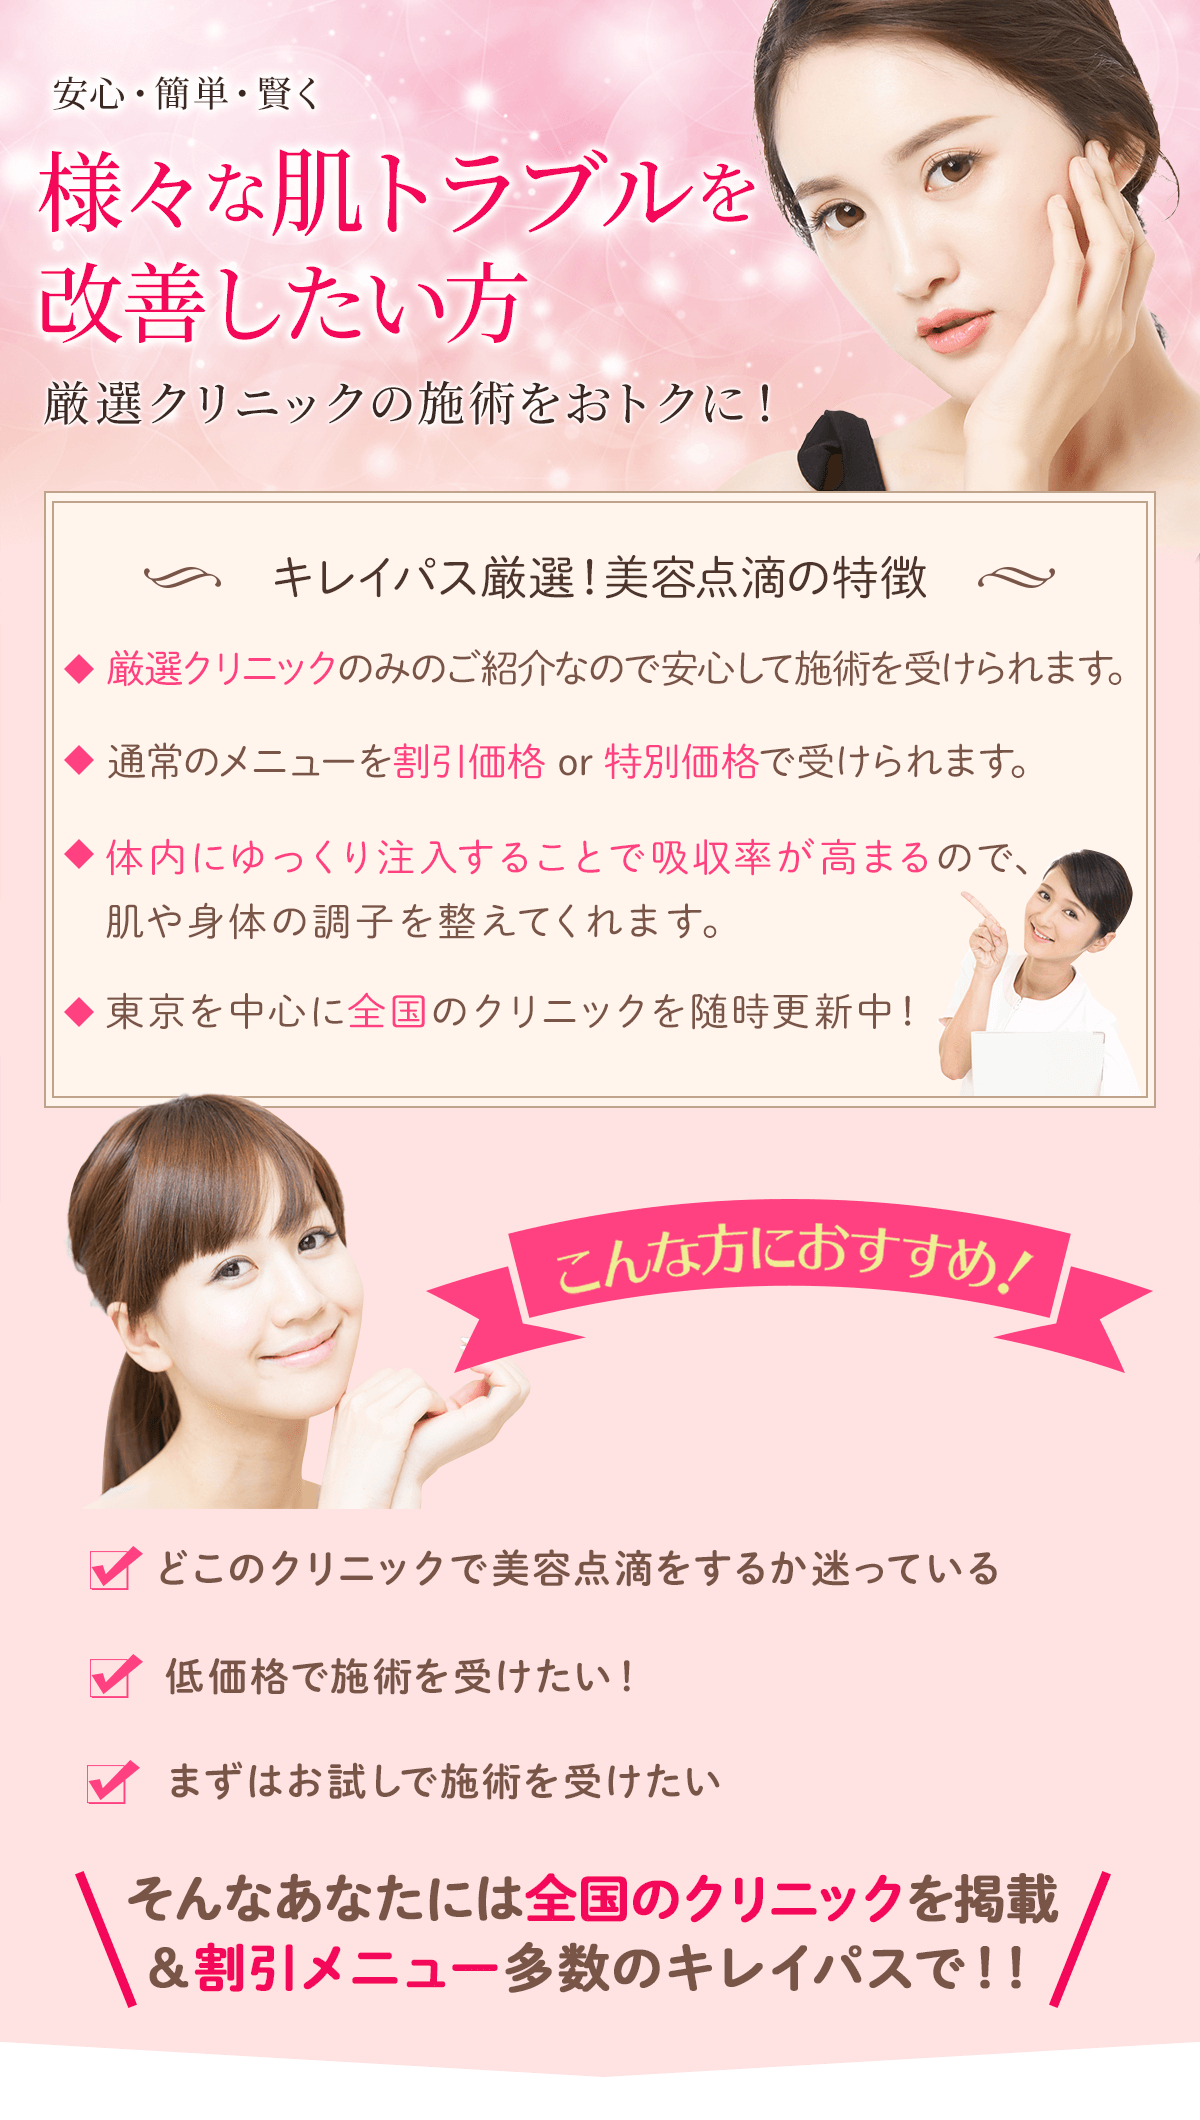 安心・簡単・賢く
様々な肌トラブルを
改善したい方
厳選クリニックの施術をおトクに！
キレイパス厳選！美容点滴の特徴
◆ 厳選クリニックのみのご紹介なので安心して施術を受けられます。
◆ 通常のメニューを割引価格 or 特別価格で受けられます。
◆ 体内にゆっくり注入することで吸収率が高まるので、
肌や身体の調子を整えてくれます。
◆ 東京を中心に全国のクリニックを随時更新中！
こんな方におすすめ！
どこのクリニックで美容点滴をするか迷っている
低価格で施術を受けたい！
まずはお試しで施術を受けたい
そんなあなたには全国のクリニックを掲載
＆割引メニュー多数のキレイパスで！！